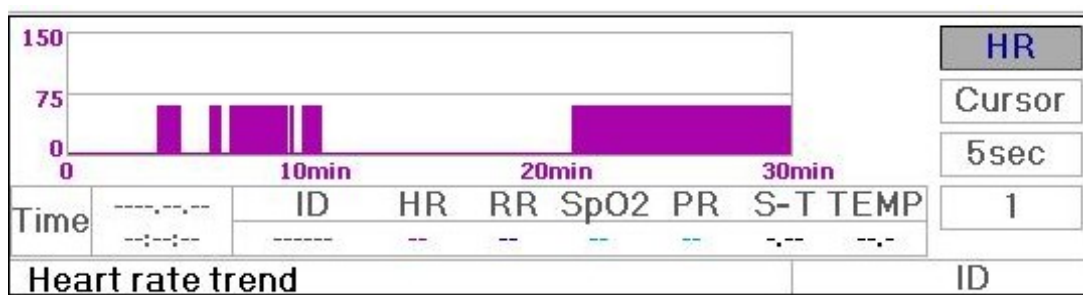 150
HR
75
Cursor
0
5sec
0 10min 20min 30min
Time ----.--.-- ID HR RR SpO2 PR S-T TEMP 1
--:--:-- ------ -- -- -- -- -.-- --.-
Heart rate trend ID